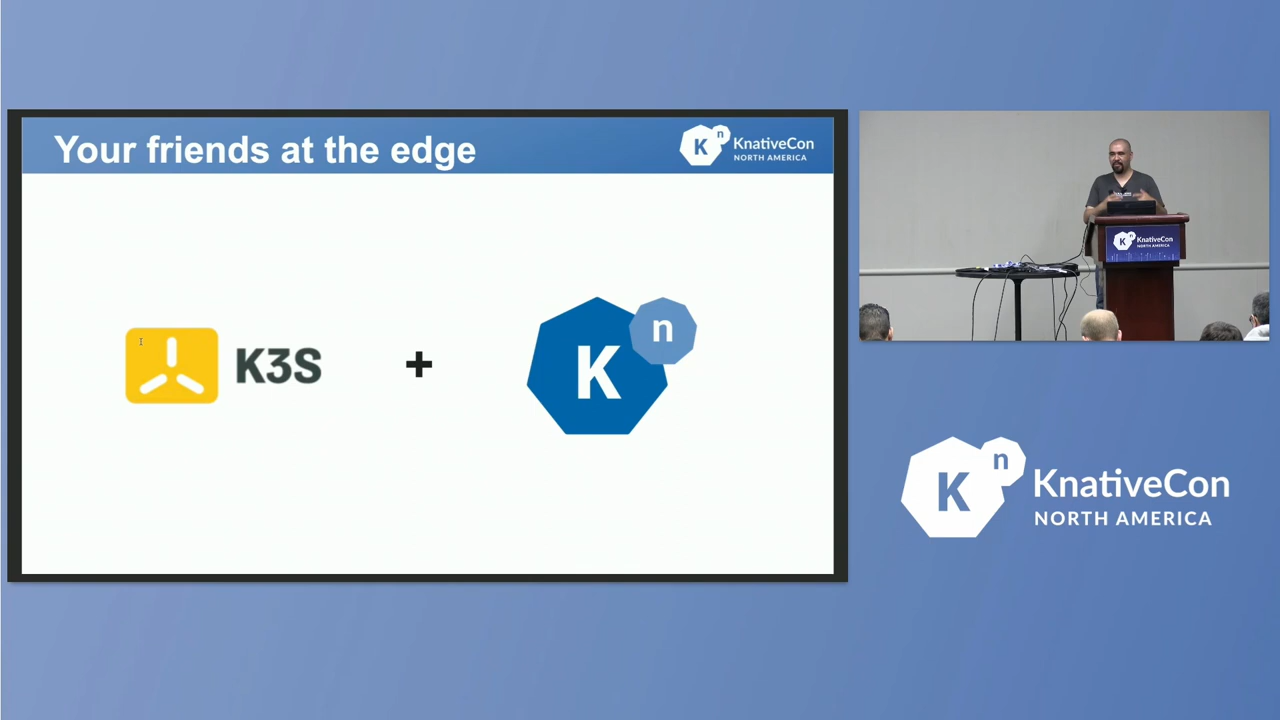 Your friends at the edge
K n
KnativeCon
NORTH AMERICA
K3S
+
K n
K n
KnativeCon
NORTH AMERICA
K n
KnativeCon
NORTH AMERICA